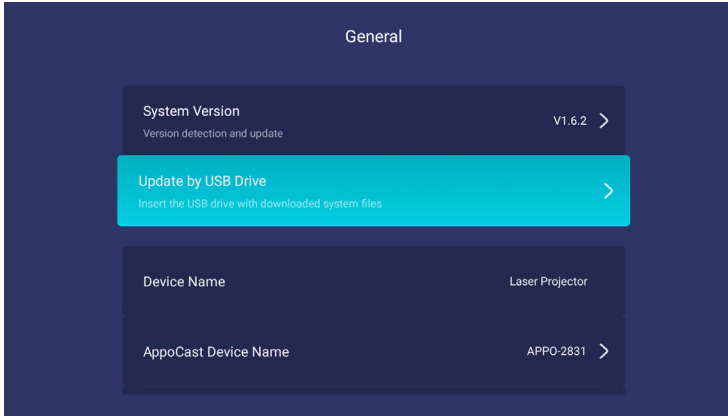 General
System Version
Version detection and update
V1.6.2
Update by USB Drive
Insert the USB drive with downloaded system files
Device Name
Laser Projector
AppoCast Device Name
APPO-2831